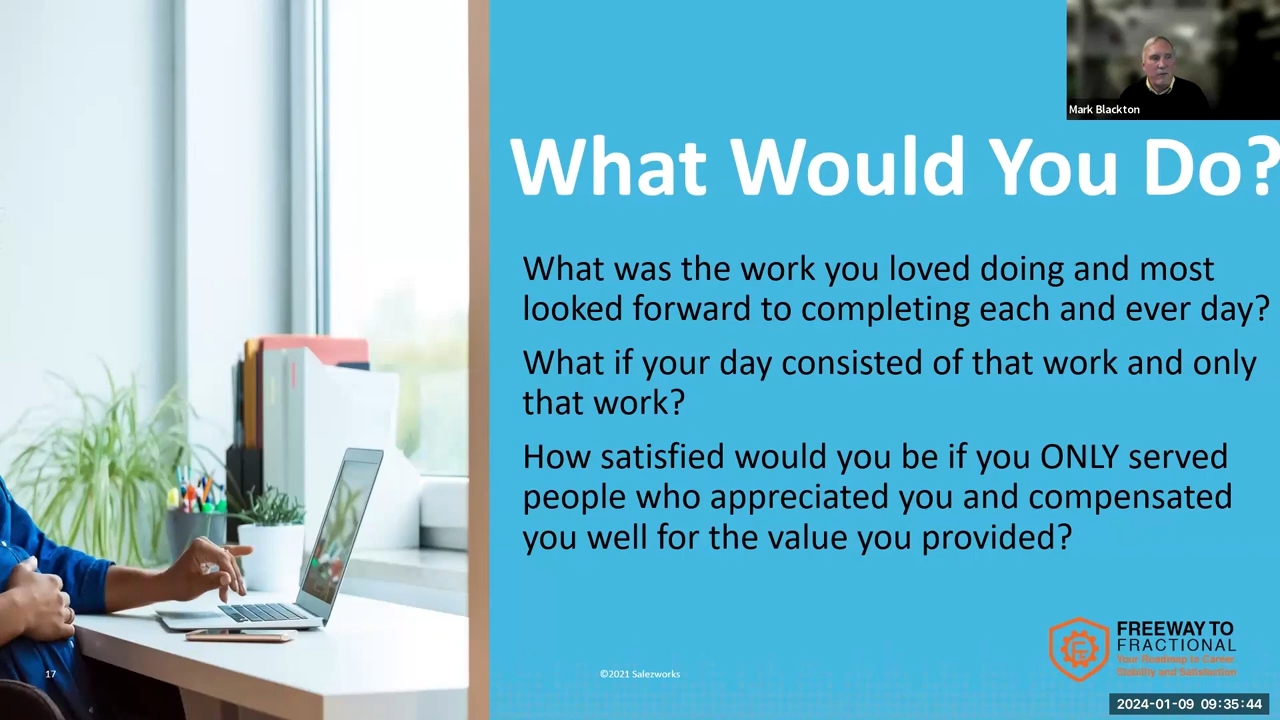 Mark Blackton
What Would You Do?
What was the work you loved doing and most
looked forward to completing each and ever day?
What if your day consisted of that work and only
that work?
How satisfied would you be if you ONLY served
people who appreciated you and compensated
you well for the value you provided?
FREEWAY TO
FRACTIONAL
Your Roadmap to Career
Stability and Satisfaction
17
©2021 Salezworks
2024-01-09 09:35:44